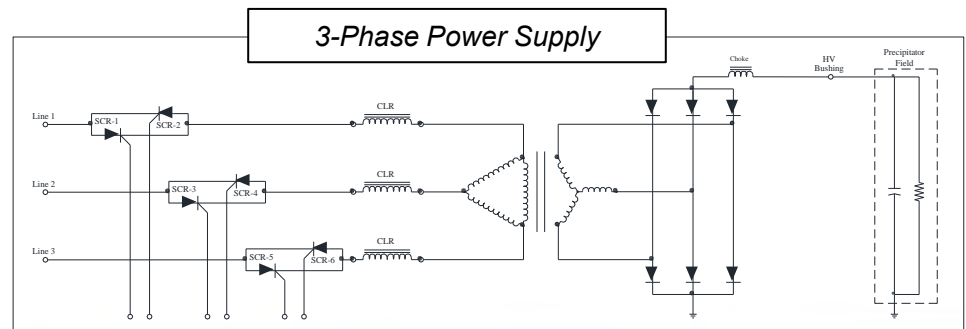 3-Phase Power Supply
Choke
HV
Bushing
Precipitator
Field
Line 1
SCR-1
SCR-2
CLR
Line 2
SCR-3
SCR-4
CLR
Line 3
SCR-5
SCR-6
CLR